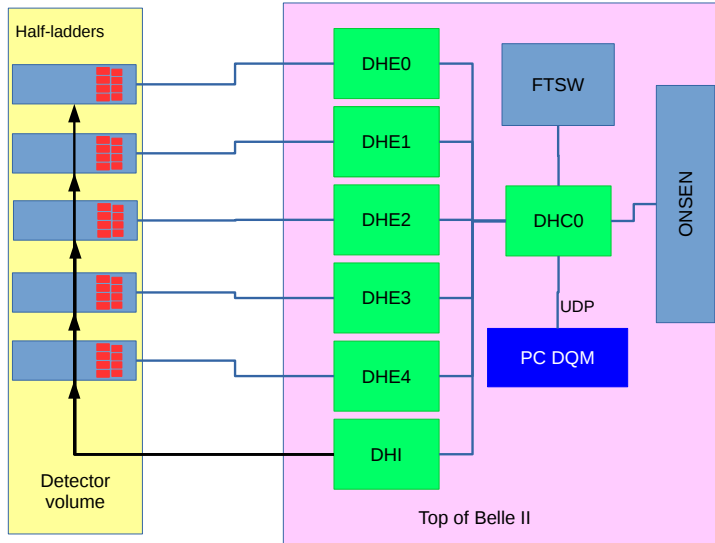 Half-ladders
DHE0
FTSW
DHE1
DHE2
DHC0
ONSEN
DHE3
UDP
DHE4
PC DQM
DHI
Detector
volume
Top of Belle II